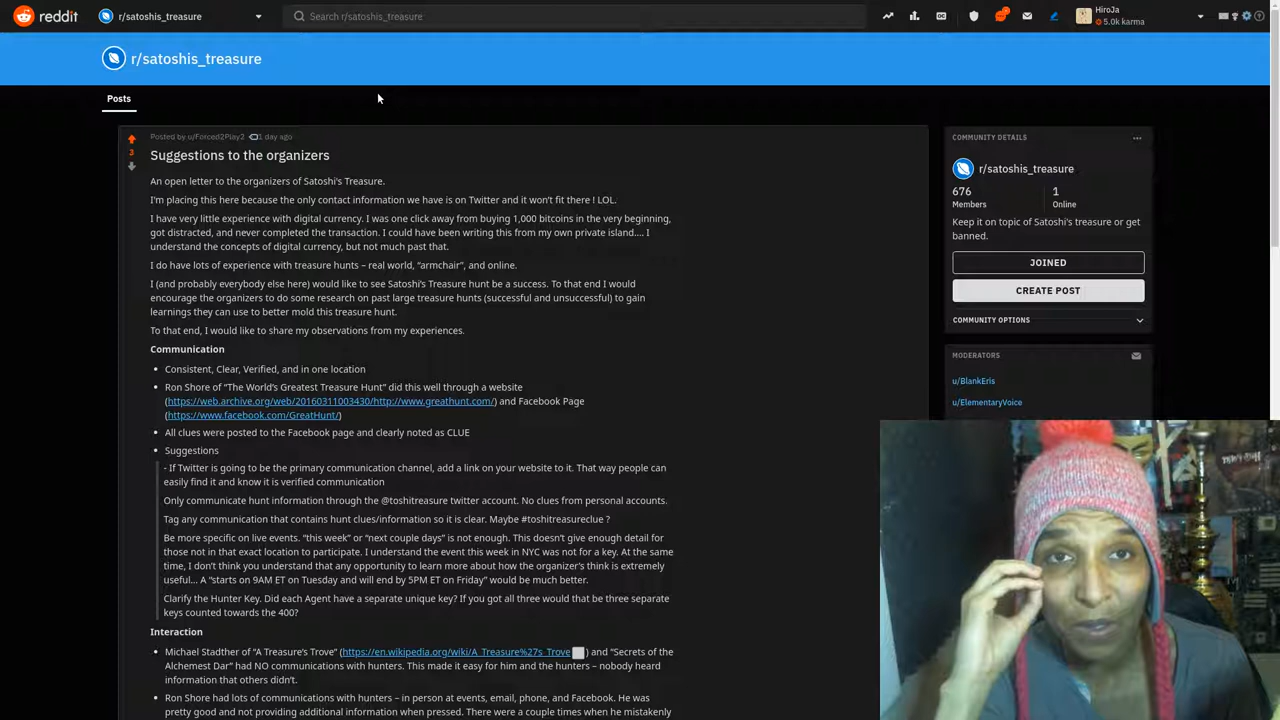 reddit
r/satoshis_treasure
Search r/satoshis_treasure
HiroJa
5.0k karma
r/satoshis_treasure
Posts
Posted by u/Forced2Play2 1 day ago
3
Suggestions to the organizers
An open letter to the organizers of Satoshi's Treasure.
I'm placing this here because the only contact information we have is on Twitter and it won't fit there ! LOL.
I have very little experience with digital currency. I was one click away from buying 1,000 bitcoins in the very beginning,
got distracted, and never completed the transaction. I could have been writing this from my own private island.... I
understand the concepts of digital currency, but not much past that.
I do have lots of experience with treasure hunts – real world, "armchair", and online.
I (and probably everybody else here) would like to see Satoshi's Treasure hunt be a success. To that end I would
encourage the organizers to do some research on past large treasure hunts (successful and unsuccessful) to gain
learnings they can use to better mold this treasure hunt.
To that end, I would like to share my observations from my experiences.
Communication
• Consistent, Clear, Verified, and in one location
• Ron Shore of "The World's Greatest Treasure Hunt" did this well through a website
(https://web.archive.org/web/20160311003430/http://www.greathunt.com/) and Facebook Page
(https://www.facebook.com/GreatHunt/)
• All clues were posted to the Facebook page and clearly noted as CLUE
• Suggestions
- If Twitter is going to be the primary communication channel, add a link on your website to it. That way people can
easily find it and know it is verified communication
Only communicate hunt information through the @toshitreasure twitter account. No clues from personal accounts.
Tag any communication that contains hunt clues/information so it is clear. Maybe #toshitreasureclue ?
Be more specific on live events. "this week" or "next couple days" is not enough. This doesn't give enough detail for
those not in that exact location to participate. I understand the event this week in NYC was not for a key. At the same
time, I don't think you understand that any opportunity to learn more about how the organizer's think is extremely
useful... A "starts on 9AM ET on Tuesday and will end by 5PM ET on Friday" would be much better.
Clarify the Hunter Key. Did each Agent have a separate unique key? If you got all three would that be three separate
keys counted towards the 400?
Interaction
• Michael Stadther of "A Treasure's Trove" (https://en.wikipedia.org/wiki/A_Treasure%27s_Trove) and "Secrets of the
Alchemest Dar" had NO communications with hunters. This made it easy for him and the hunters – nobody heard
information that others didn't.
• Ron Shore had lots of communications with hunters – in person at events, email, phone, and Facebook. He was
pretty good and not providing additional information when pressed. There were a couple times when he mistakenly
COMMUNITY DETAILS
r/satoshis_treasure
676
Members
1
Online
Keep it on topic of Satoshi's treasure or get
banned.
JOINED
CREATE POST
COMMUNITY OPTIONS
MODERATORS
u/BlankEris
u/ElementaryVoice